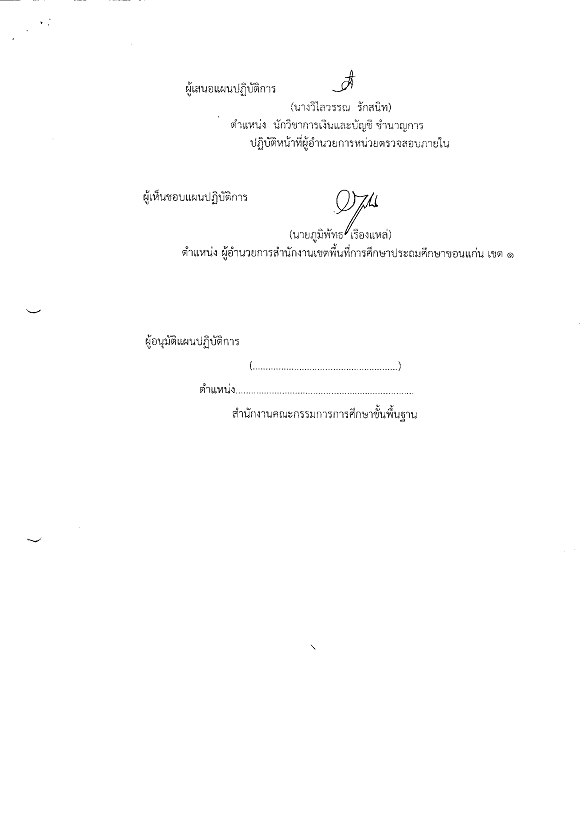 ผู้เสนอแผนปฏิบัติการ
(นางวิไลวรรณ รักสนิท)
ตำแหน่ง นักวิชาการเงินและบัญชี ชำนาญการ
ปฏิบัติหน้าที่ผู้อำนวยการหน่วยตรวจสอบภายใน
ผู้เห็นชอบแผนปฏิบัติการ
(นายภูมิพัทธ เรืองแหล่)
ตำแหน่ง ผู้อำนวยการสำนักงานเขตพื้นที่การศึกษาประถมศึกษาขอนแก่น เขต ๑
ผู้อนุมัติแผนปฏิบัติการ
(........................................................)
ตำแหน่ง.....................................................................
สำนักงานคณะกรรมการการศึกษาขั้นพื้นฐาน